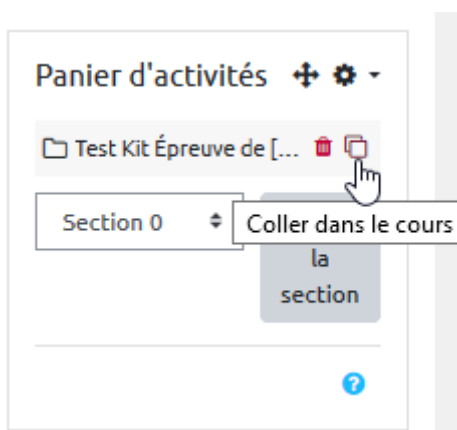 Panier d'activités
Test Kit Épreuve de [...
Section 0
Coller dans le cours
la
section
?